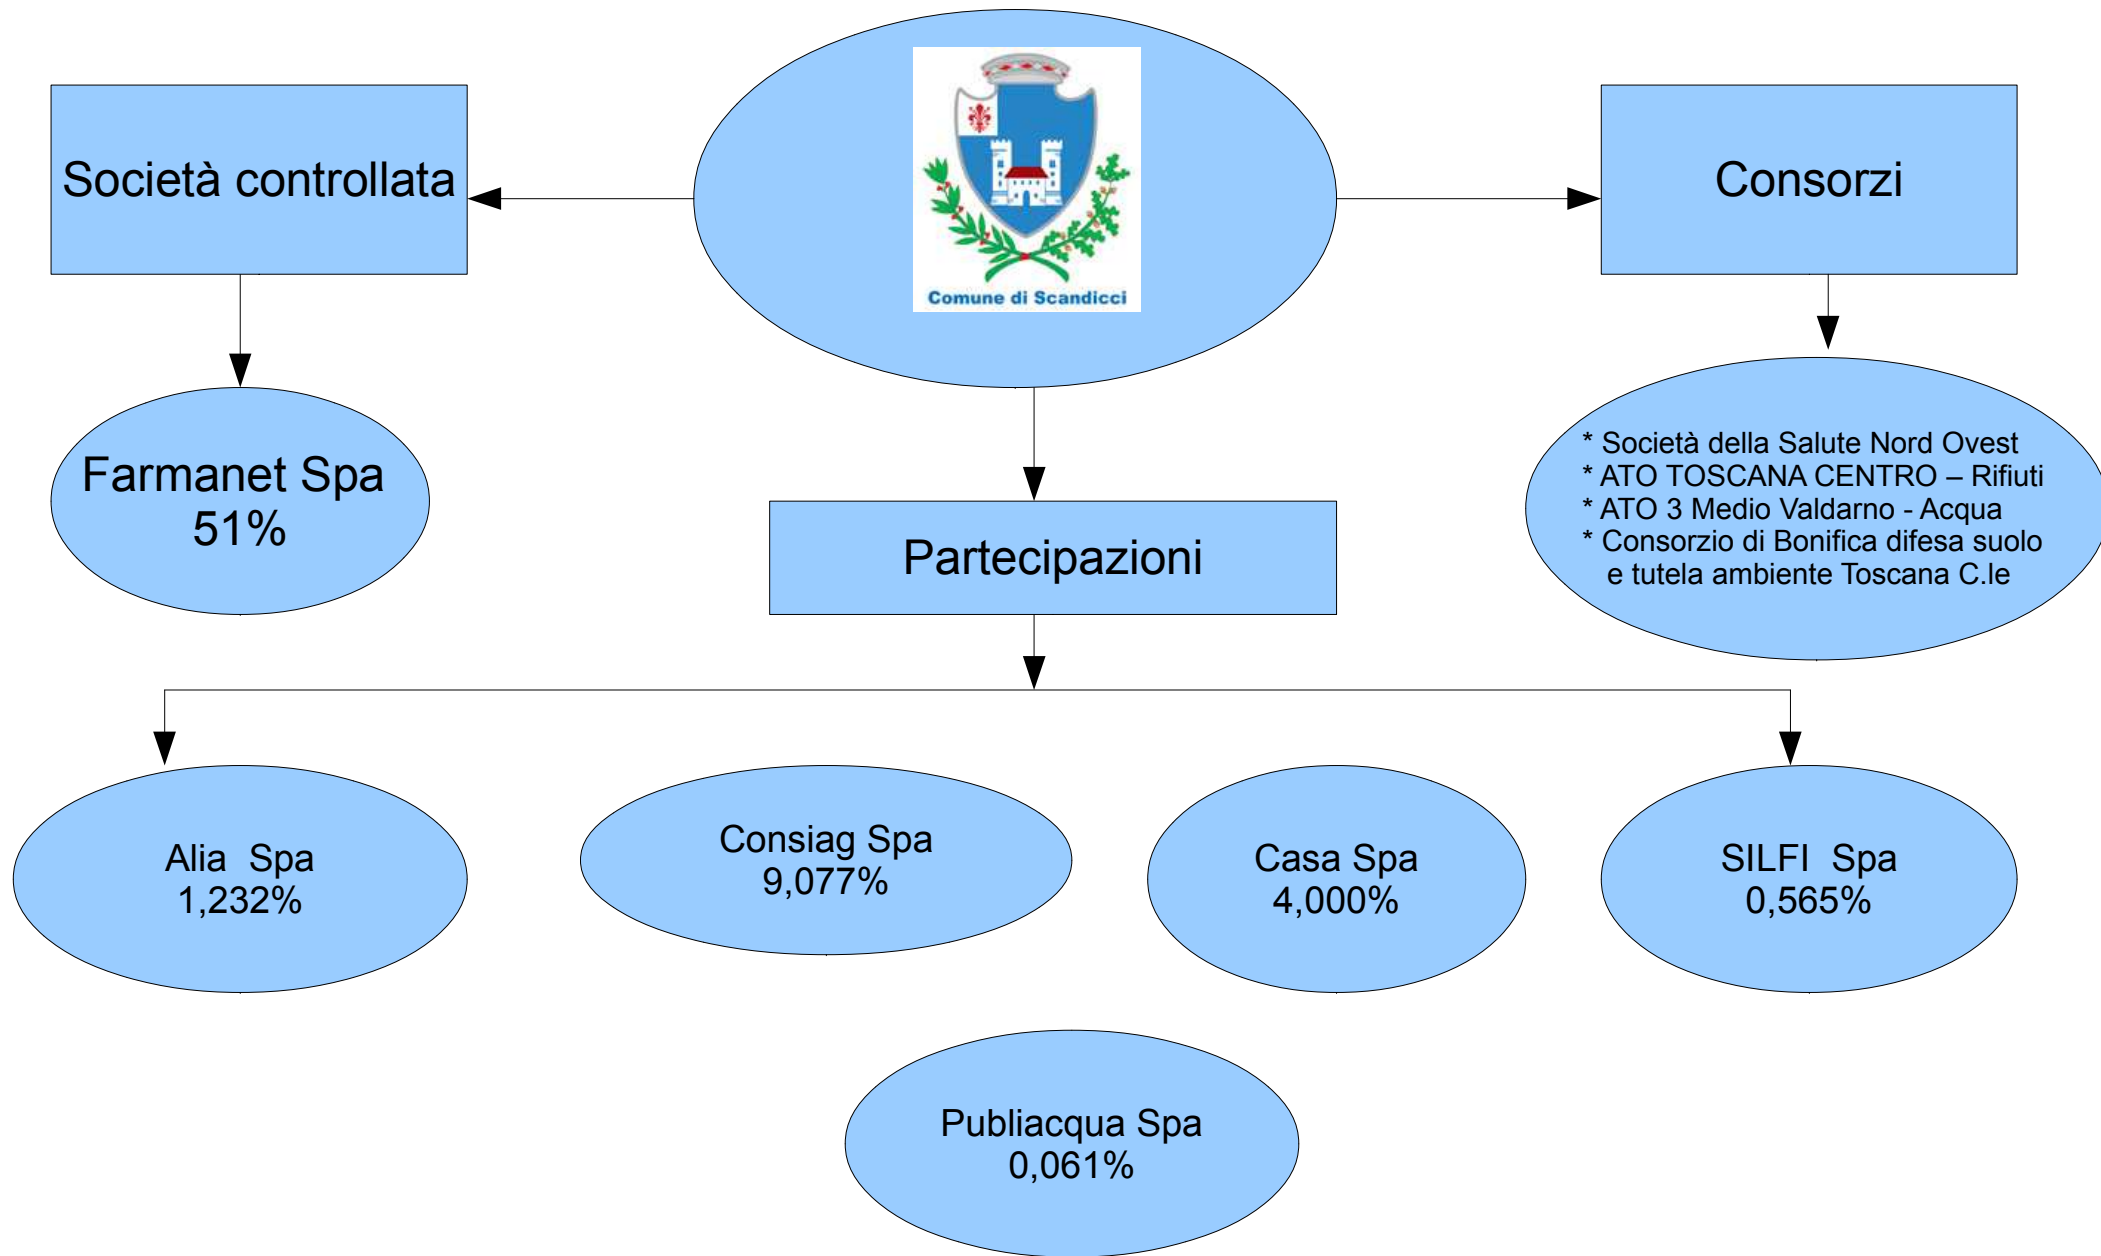 Comune di Scandicci
Società controllata
Consorzi
Farmanet Spa
51%
* Società della Salute Nord Ovest
* ATO TOSCANA CENTRO – Rifiuti
* ATO 3 Medio Valdarno - Acqua
* Consorzio di Bonifica difesa suolo
e tutela ambiente Toscana C.le
Partecipazioni
Alia  Spa
1,232%
Consiag Spa
9,077%
Casa Spa
4,000%
SILFI  Spa
0,565%
Publiacqua Spa
0,061%